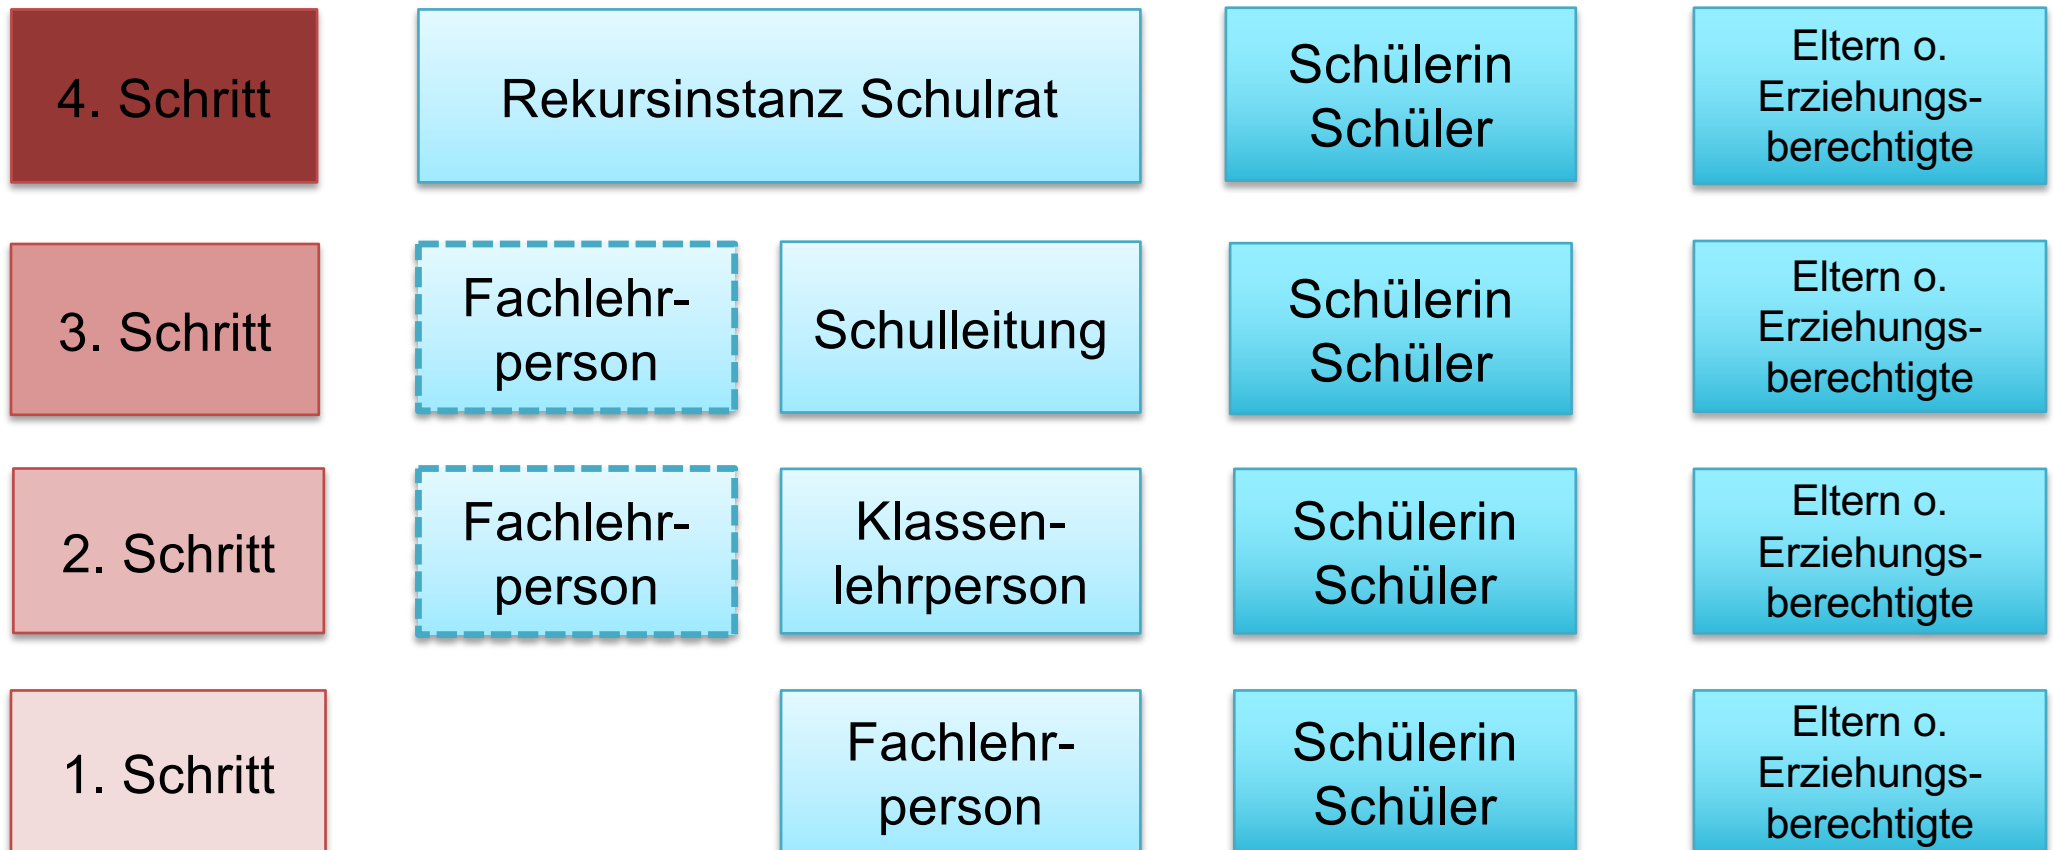 4. Schritt
Rekursinstanz Schulrat
Schülerin
Schüler
Eltern o.
Erziehungs-
berechtigte
3. Schritt
Fachlehr-
person
Schulleitung
Schülerin
Schüler
Eltern o.
Erziehungs-
berechtigte
2. Schritt
Fachlehr-
person
Klassen-
lehrperson
Schülerin
Schüler
Eltern o.
Erziehungs-
berechtigte
1. Schritt
Fachlehr-
person
Schülerin
Schüler
Eltern o.
Erziehungs-
berechtigte